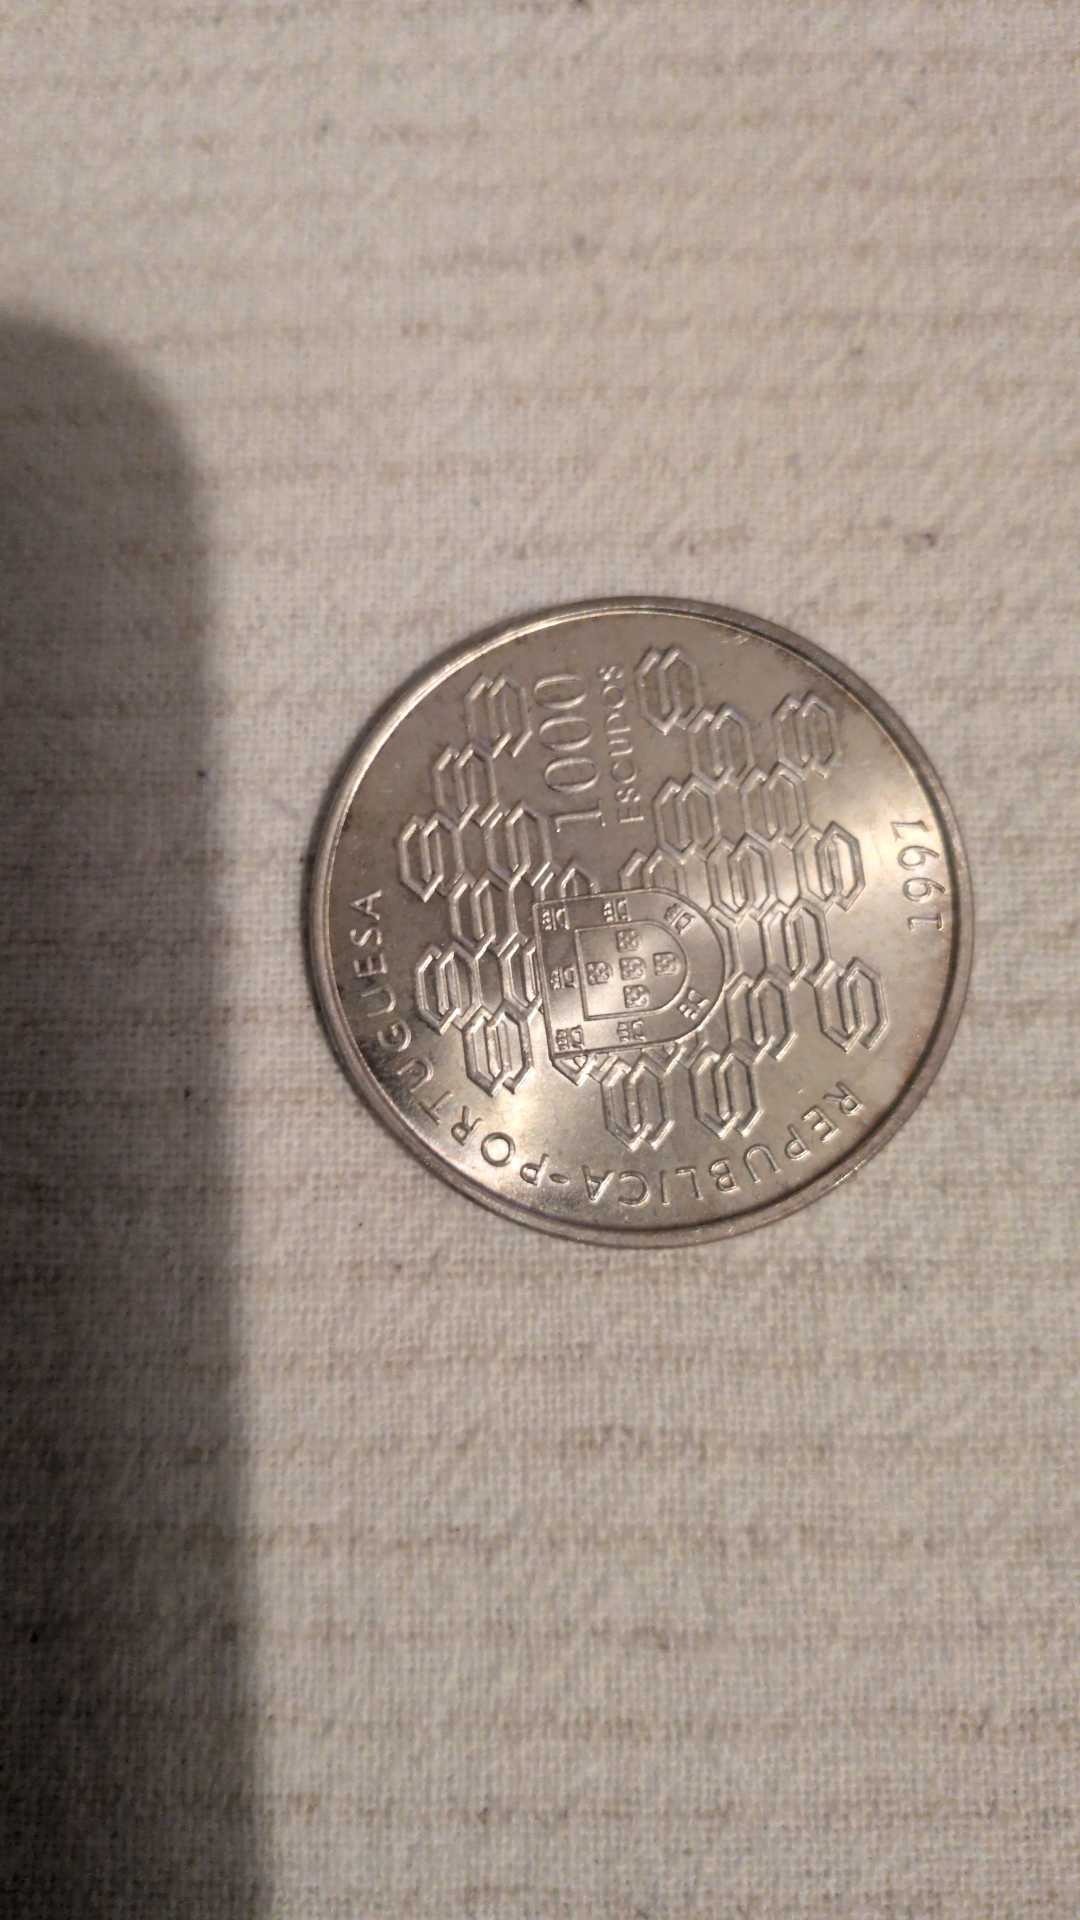 REPUBLICA-PORTUGUESA
1000
ESCUDOS
1997